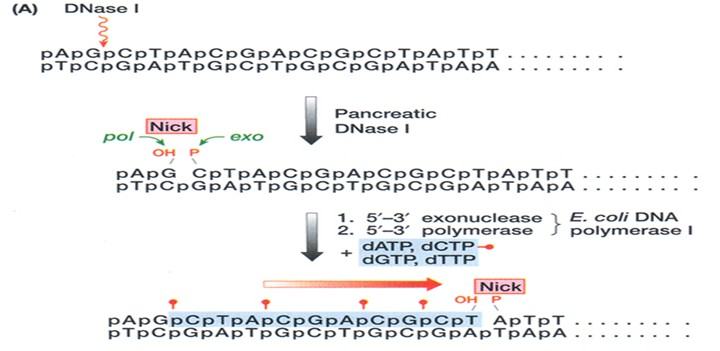 (A) DNase I
pApGpCpTpApCpGpApCpGpCpTpApTpT . . . . . . . . .
pTpCpGpApTpGpCpTpGpCpGpApTpApA . . . . . . . . .
Pancreatic
DNase I
Nick
pol exo
OH P
pApG CpTpApCpGpApCpGpCpTpApTpT . . . . . . . . .
pTpCpGpApTpGpCpTpGpCpGpApTpApA . . . . . . . . .
1. 5′–3′ exonuclease } E. coli DNA
2. 5′–3′ polymerase } polymerase I
+ dATP, dCTP
dGTP, dTTP
Nick
OH P
pApGpCpTpApCpGpApCpGpCpT ApTpT . . . . . . . . .
pTpCpGpApTpGpCpTpGpCpGpApTpApA . . . . . . . . .